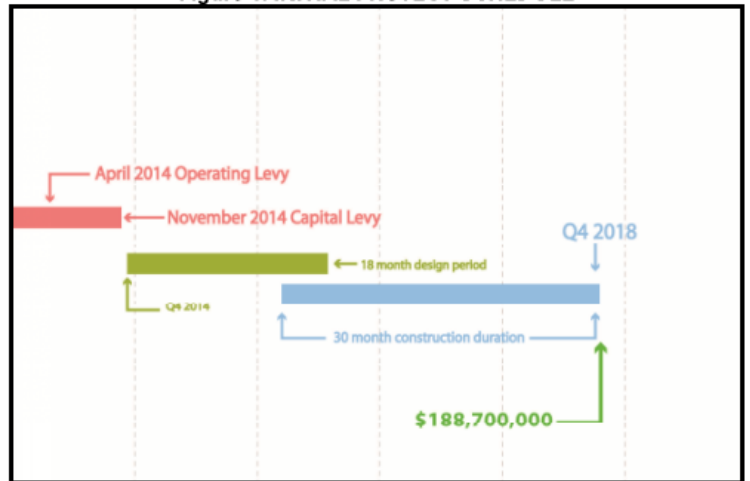 April 2014 Operating Levy
November 2014 Capital Levy
Q4 2018
18 month design period
Q4 2014
30 month construction duration
$188,700,000